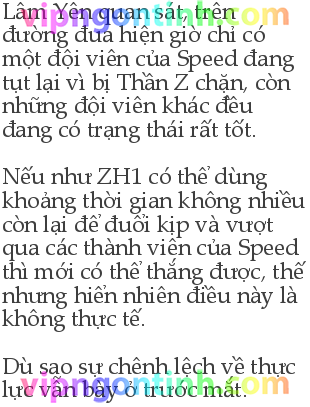 Lâm Yên quan sát, trên
đường đua hiện giờ chỉ có
một đội viên của Speed đang
tụt lại vì bị Thần Z chặn, còn
những đội viên khác đều
đang có trạng thái rất tốt.
Nếu như ZH1 có thể dùng
khoảng thời gian không nhiều
còn lại để đuổi kịp và vượt
qua các thành viên của Speed
thì mới có thể thắng được, thế
nhưng hiển nhiên điều này là
không thực tế.
Dù sao sự chênh lệch về thực
lực vẫn bày ở trước mắt.
vipngontinh.com
vipngontinh.com